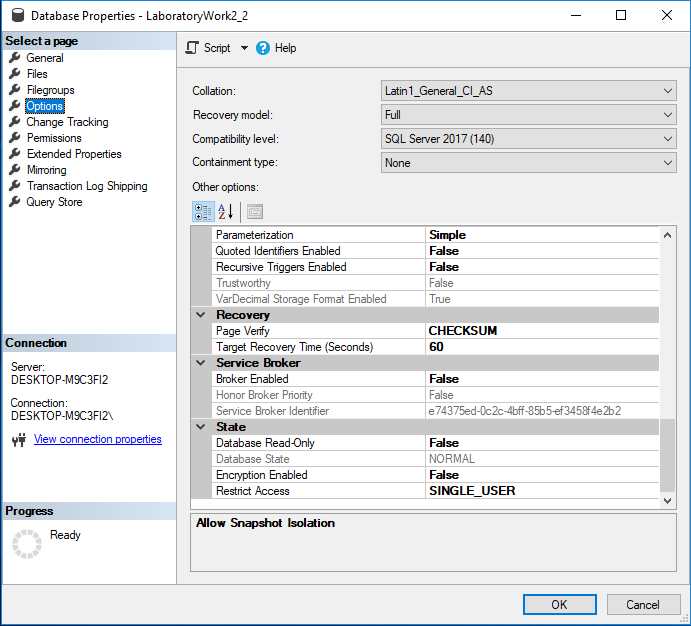 Database Properties - LaboratoryWork2_2
Select a page
General
Files
Filegroups
Options
Change Tracking
Permissions
Extended Properties
Mirroring
Transaction Log Shipping
Query Store
Connection
Server:
DESKTOP-M9C3FI2
Connection:
DESKTOP-M9C3FI2\
View connection properties
Progress
Ready
Script Help
Collation: Latin1_General_CI_AS
Recovery model: Full
Compatibility level: SQL Server 2017 (140)
Containment type: None
Other options:
Parameterization Simple
Quoted Identifiers Enabled False
Recursive Triggers Enabled False
Trustworthy False
VarDecimal Storage Format Enabled True
Recovery
Page Verify CHECKSUM
Target Recovery Time (Seconds) 60
Service Broker
Broker Enabled False
Honor Broker Priority False
Service Broker Identifier e74375ed-0c2c-4bff-85b5-ef3458f4e2b2
State
Database Read-Only False
Database State NORMAL
Encryption Enabled False
Restrict Access SINGLE_USER
Allow Snapshot Isolation
OK Cancel